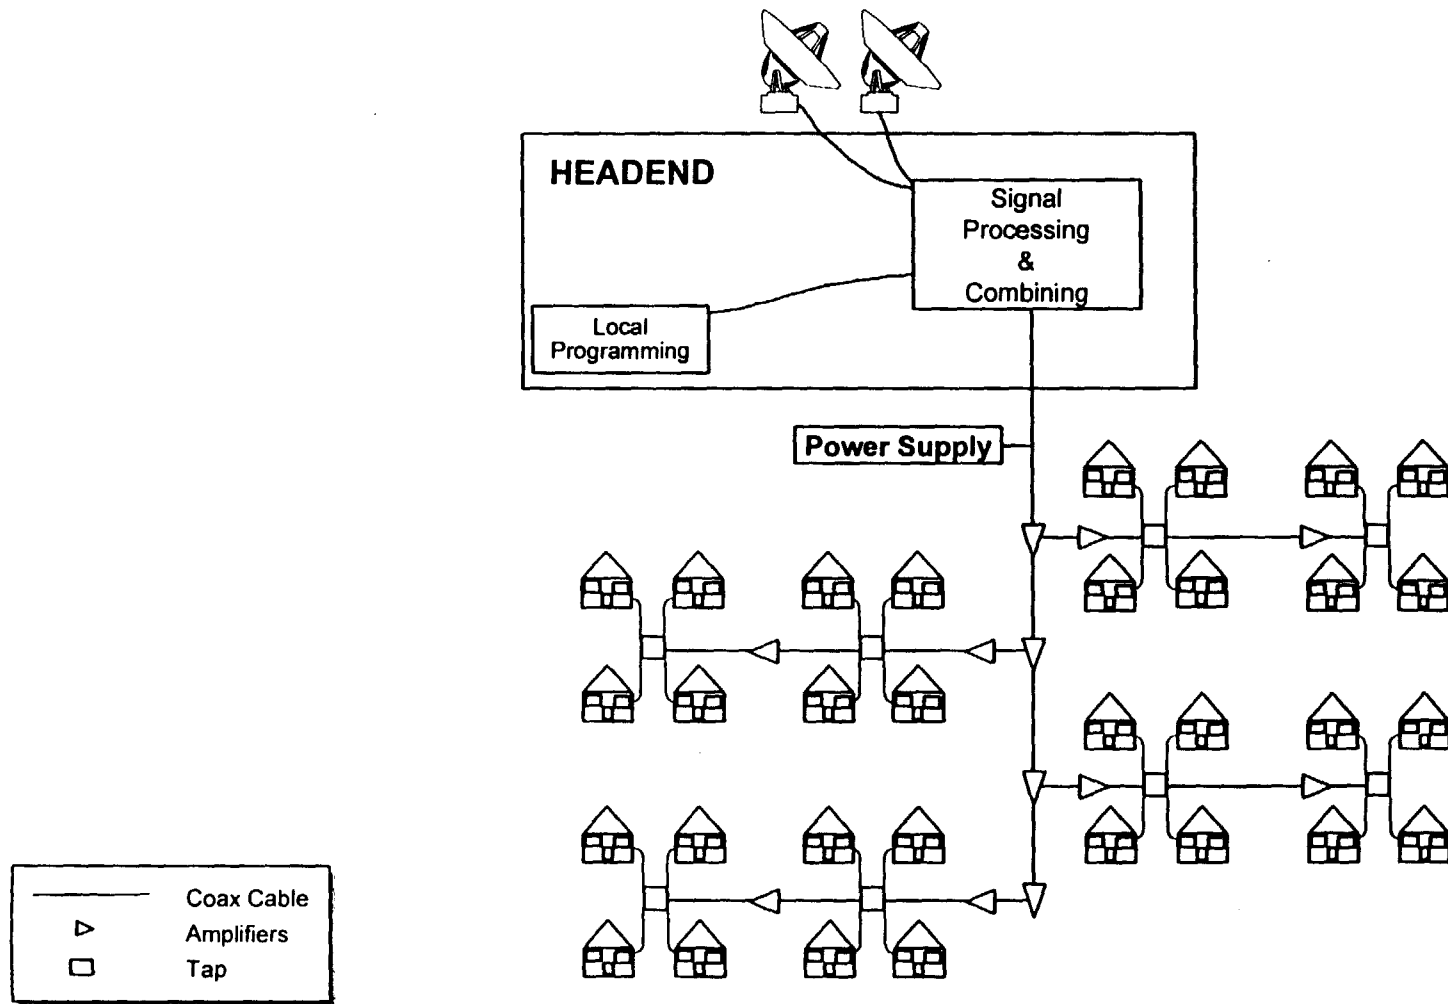 HEADEND
Signal
Processing
&
Combining
Local
Programming
Power Supply
Coax Cable
Amplifiers
Tap